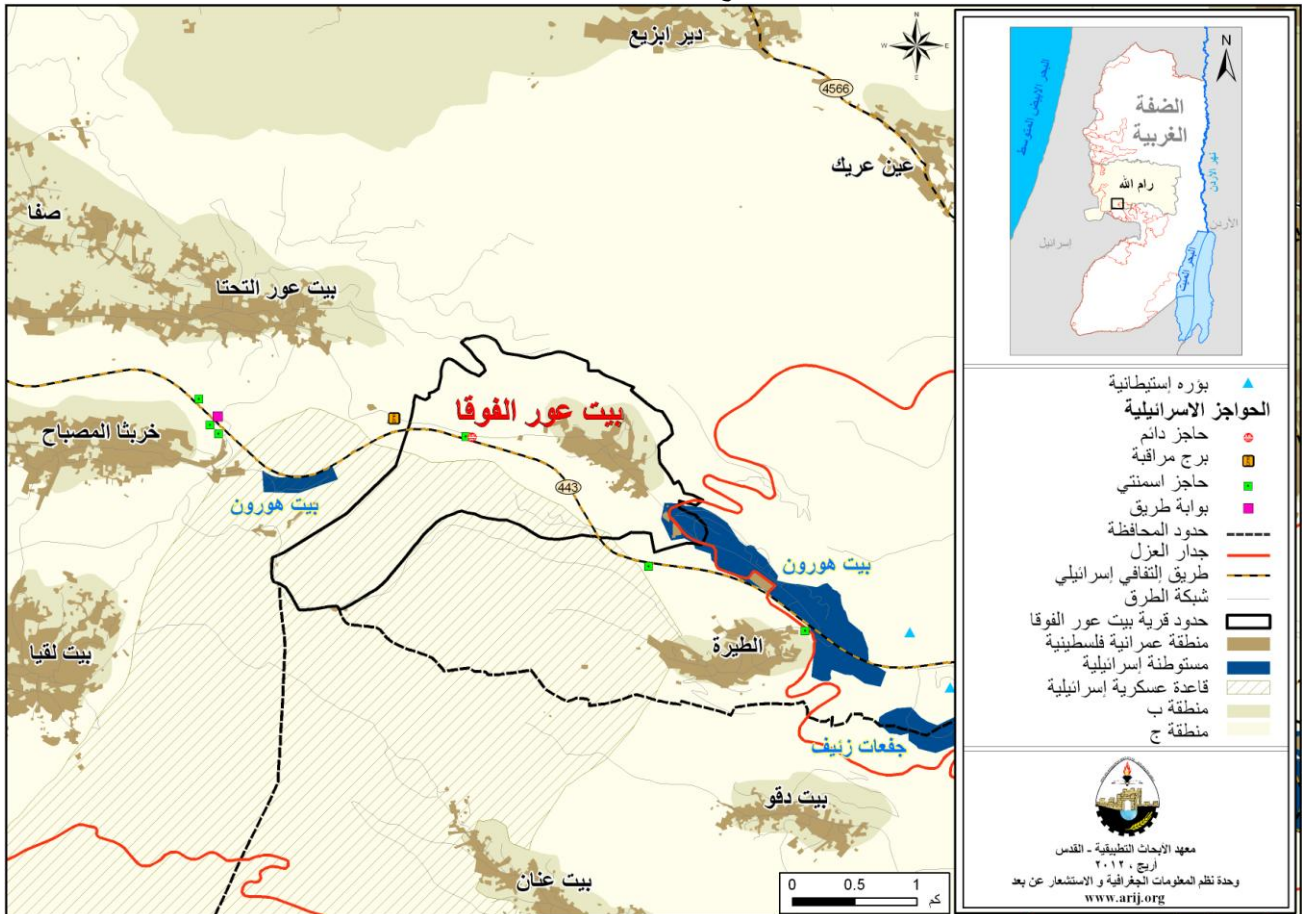 دير ابزيع
4566
عين عريك
صفا
بيت عور التحتا
بيت عور الفوقا
خربثا المصباح
443
بيت هورون
بيت هورون
الطيرة
بيت لقيا
جفعات زئيف
بيت دقو
بيت عنان
0 0.5 1
كم
N
W E
N
البحر الابيض المتوسط
الضفة
الغربية
نهر الأردن
رام الله
الأردن
إسرائيل
البحر الميت
بؤره إستيطانية
الحواجز الاسرائيلية
حاجز دائم
برج مراقبة
حاجز اسمنتي
بوابة طريق
حدود المحافظة
جدار العزل
طريق إلتفافي إسرائيلي
شبكة الطرق
حدود قرية بيت عور الفوقا
منطقة عمرانية فلسطينية
مستوطنة إسرائيلية
قاعدة عسكرية إسرائيلية
منطقة ب
منطقة ج
معهد الابحاث التطبيقية - القدس
أريج ، ٢٠١٢
وحدة نظم المعلومات الجغرافية و الاستشعار عن بعد
www.arij.org